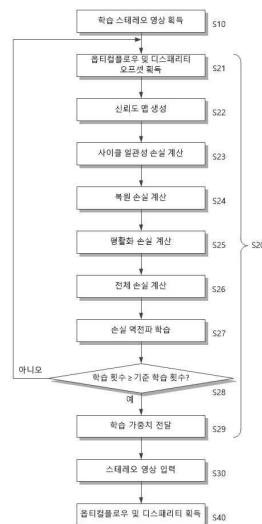 학습 스테레오 영상 획득
S10
옵티컬플로우 및 디스패리티
오프셋 획득
S21
신뢰도 맵 생성
S22
사이클 일관성 손실 계산
S23
복원 손실 계산
S24
평활화 손실 계산
S25
S20
전체 손실 계산
S26
손실 역전파 학습
S27
아니오
학습 횟수 ≥ 기준 학습 횟수?
S28
예
학습 가중치 전달
S29
스테레오 영상 입력
S30
옵티컬플로우 및 디스패리티 획득
S40